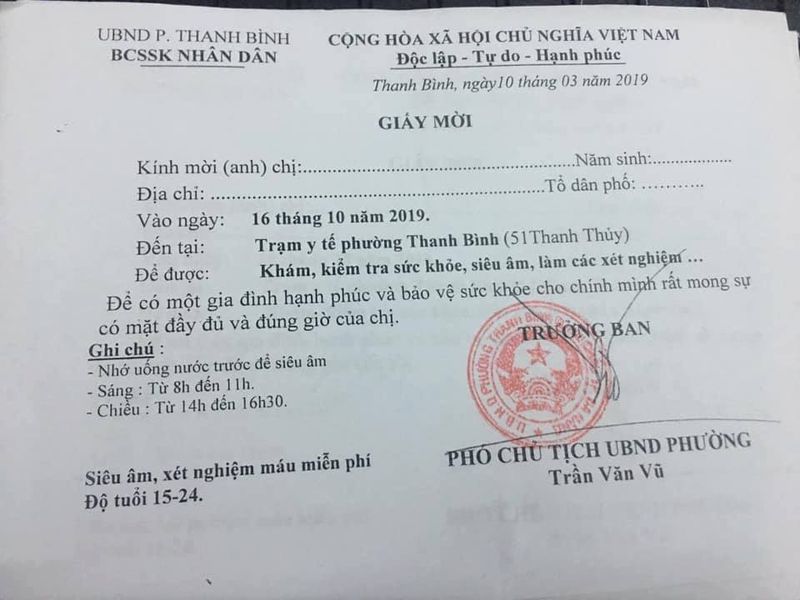 UBND P. THANH BÌNH
BCSSK NHÂN DÂN
CỘNG HÒA XÃ HỘI CHỦ NGHĨA VIỆT NAM
Độc lập - Tự do - Hạnh phúc
Thanh Bình, ngày10 tháng 03 năm 2019
GIẤY MỜI
Kính mời (anh) chị:..................................................Năm sinh:...............
Địa chỉ: ..............................................................Tổ dân phố: ...........
Vào ngày: 16 tháng 10 năm 2019.
Đến tại: Trạm y tế phường Thanh Bình (51Thanh Thủy)
Để được: Khám, kiểm tra sức khỏe, siêu âm, làm các xét nghiệm ...
Để có một gia đình hạnh phúc và bảo vệ sức khỏe cho chính mình rất mong sự
có mặt đầy đủ và đúng giờ của chị.
Ghi chú :
- Nhớ uống nước trước để siêu âm
- Sáng : Từ 8h đến 11h.
- Chiều : Từ 14h đến 16h30.
TRƯỞNG BAN
PHÓ CHỦ TỊCH UBND PHƯỜNG
Trần Văn Vũ
Siêu âm, xét nghiệm máu miễn phí
Độ tuổi 15-24.
U.B.N.D PHƯỜNG THANH BÌNH